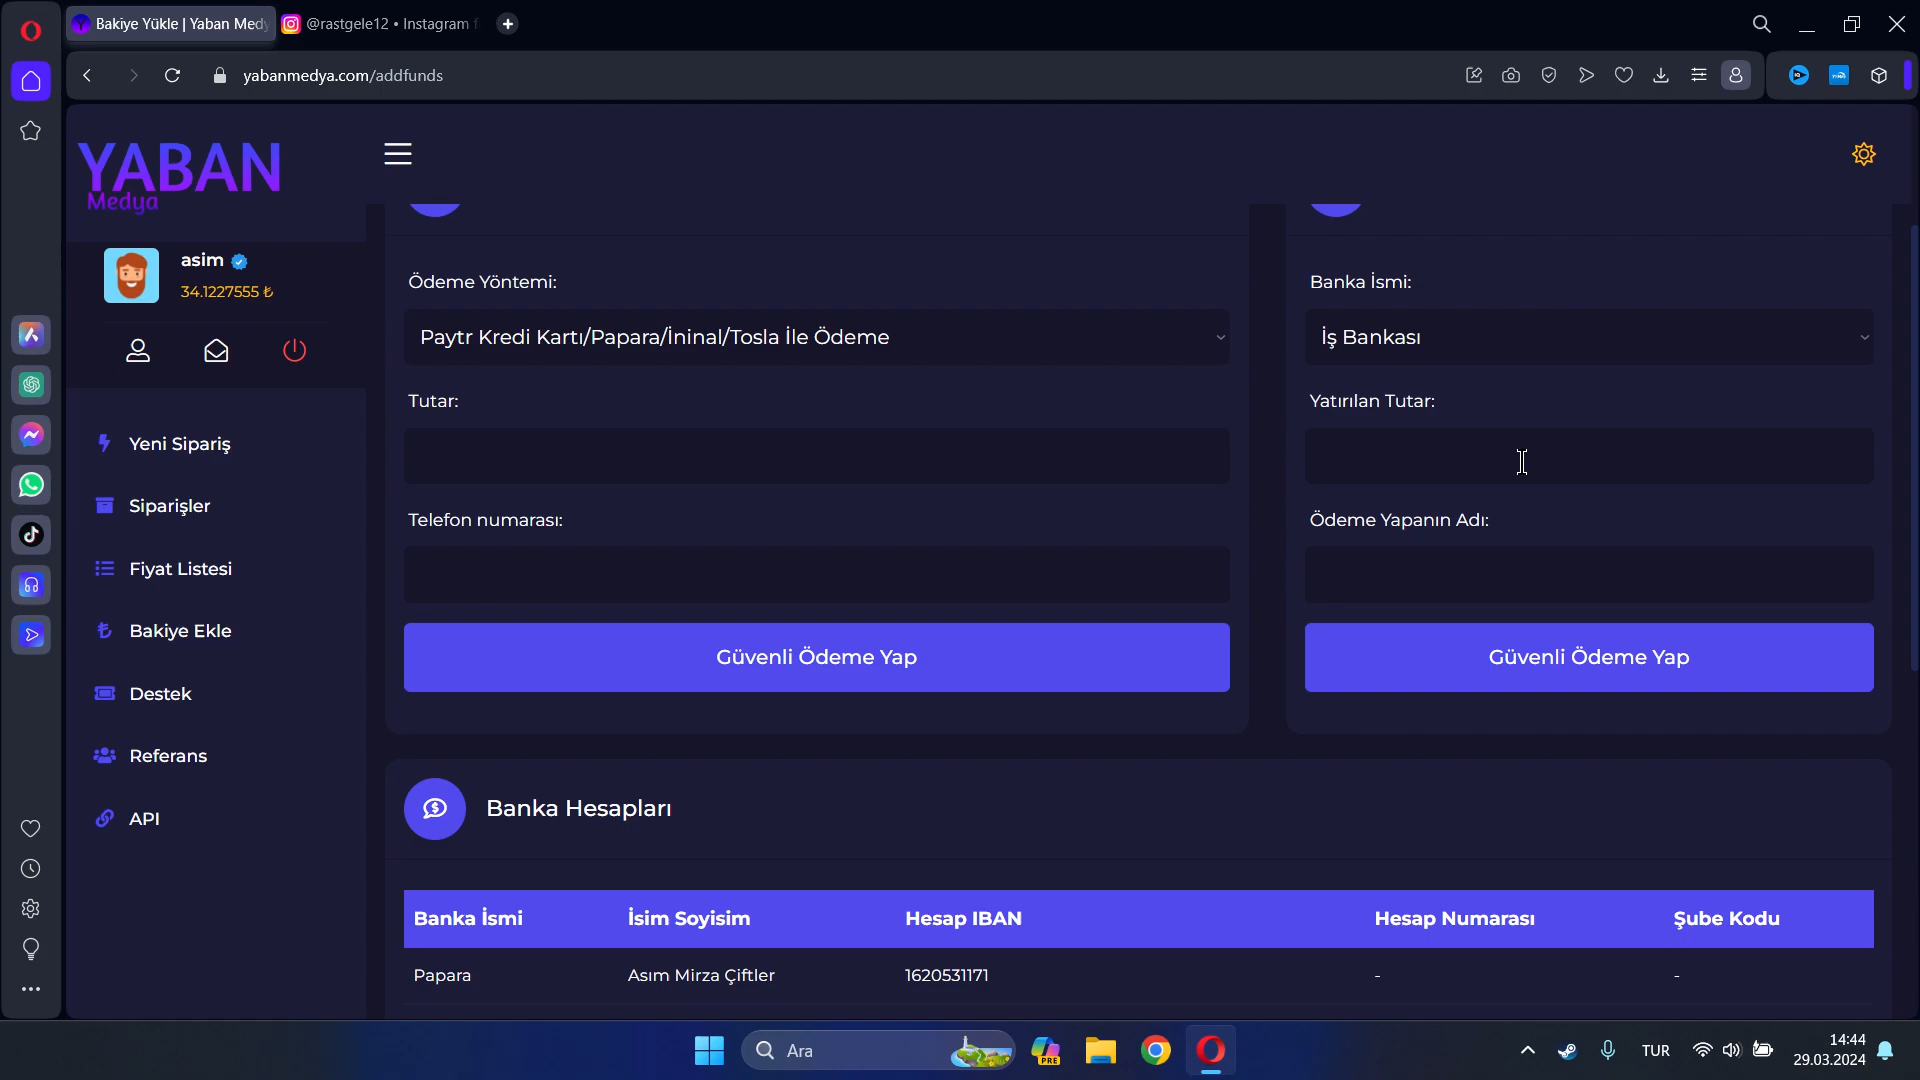 Bakiye Yükle | Yaban Medy
@rastgele12 • Instagram f
yabanmedya.com/addfunds
YABAN
Medya
asim
34.1227555 ₺
Yeni Sipariş
Siparişler
Fiyat Listesi
Bakiye Ekle
Destek
Referans
API
Ödeme Yöntemi:
Paytr Kredi Kartı/Papara/İninal/Tosla İle Ödeme
Tutar:
Telefon numarası:
Güvenli Ödeme Yap
Banka İsmi:
İş Bankası
Yatırılan Tutar:
Ödeme Yapanın Adı:
Güvenli Ödeme Yap
Banka Hesapları
Banka İsmi İsim Soyisim Hesap IBAN Hesap Numarası Şube Kodu
Papara Asım Mirza Çiftler 1620531171 - -
Ara
PRE
TUR
14:44
29.03.2024